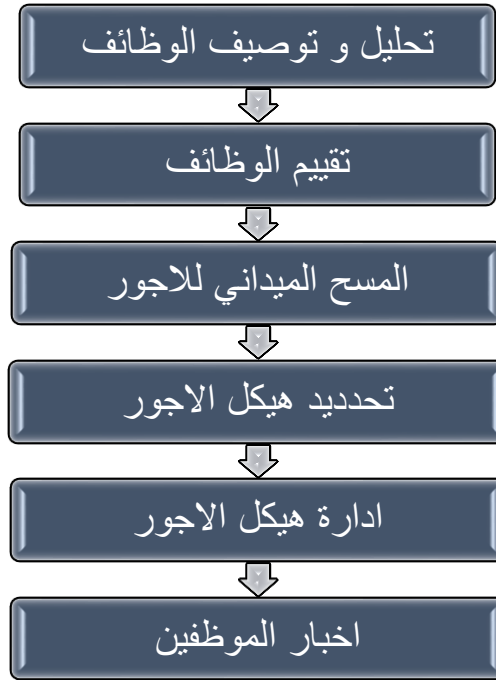 تحليل و توصيف الوظائف
تقييم الوظائف
المسح الميداني للاجور
تحدديد هيكل الاجور
ادارة هيكل الاجور
اخبار الموظفين